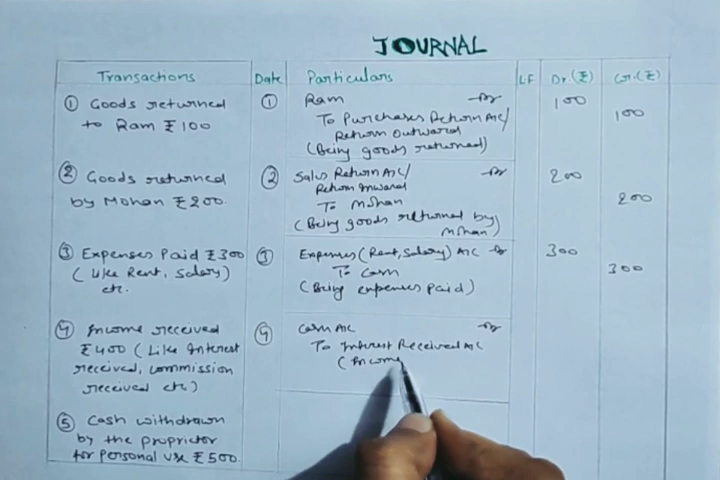 JOURNAL
Transactions Date Particulars LF Dr (₹) Cr (₹)
① Goods returned
to Ram ₹100
① Ram Dr 100
To Purchases Return A/C/ 100
Return Outward
(Being goods returned)
② Goods returned
by Mohan ₹200.
② Sales Return A/C/ Dr 200
Return Inward
To Mohan 200
(Being goods returned by
Mohan)
③ Expenses Paid ₹300
(Like Rent, Salary)
etc.
③ Expenses (Rent, Salary) A/C Dr 300
To Cash 300
(Being expenses paid)
④ Income received
₹400 (Like Interest
received, commission
received etc)
④ Cash A/C Dr
To Interest Received A/C
(Income
⑤ Cash withdrawn
by the proprietor
for Personal use ₹500.